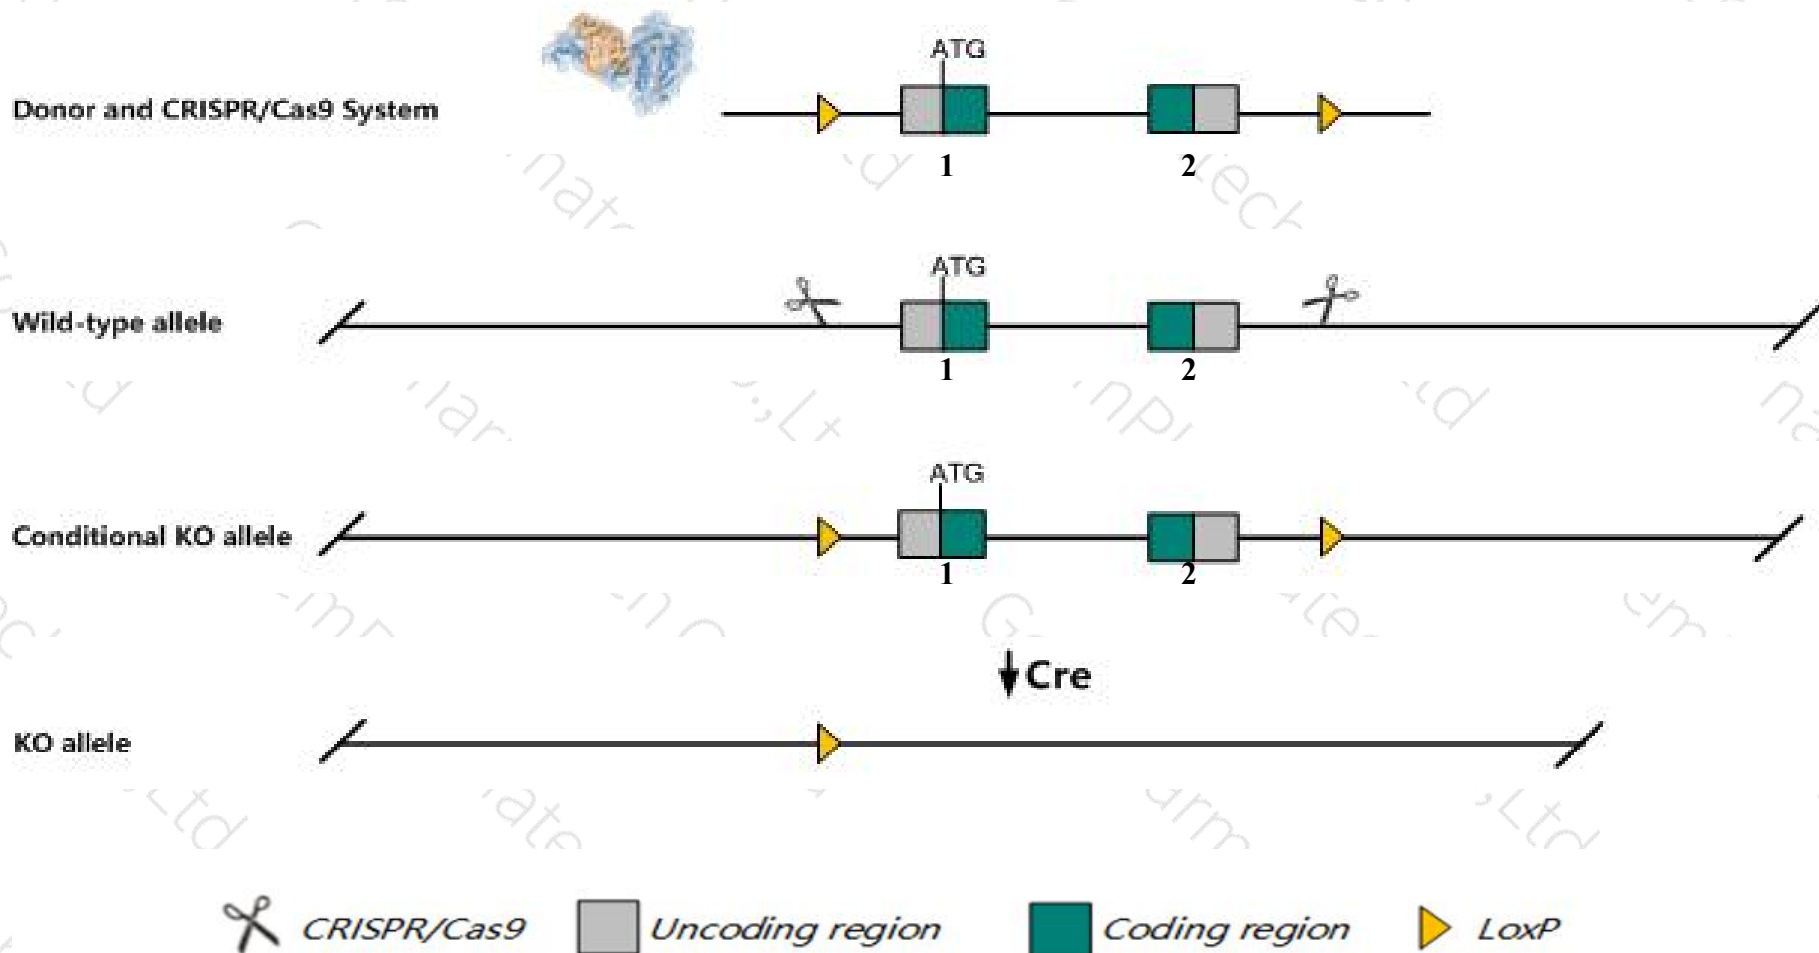 ATG
Donor and CRISPR/Cas9 System
1 2
ATG
Wild-type allele
1 2
ATG
Conditional KO allele
1 2
Cre
KO allele
CRISPR/Cas9 Uncoding region Coding region LoxP